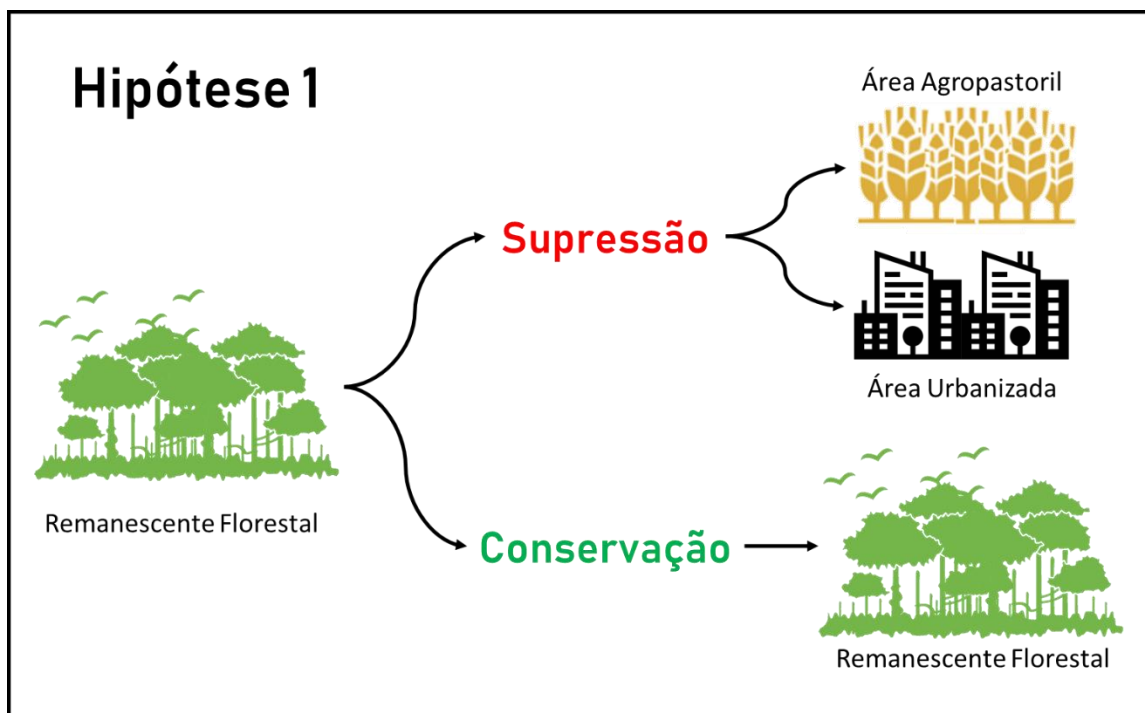 Hipótese 1
Área Agropastoril
Supressão
Área Urbanizada
Remanescente Florestal
Conservação
Remanescente Florestal